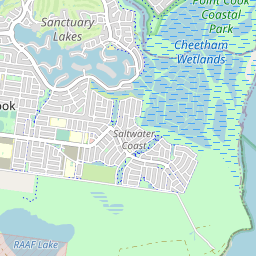 Point Cook
Coastal
Park
Sanctuary
Lakes
Cheetham
Wetlands
ook
Saltwater
Coast
RAAF Lake